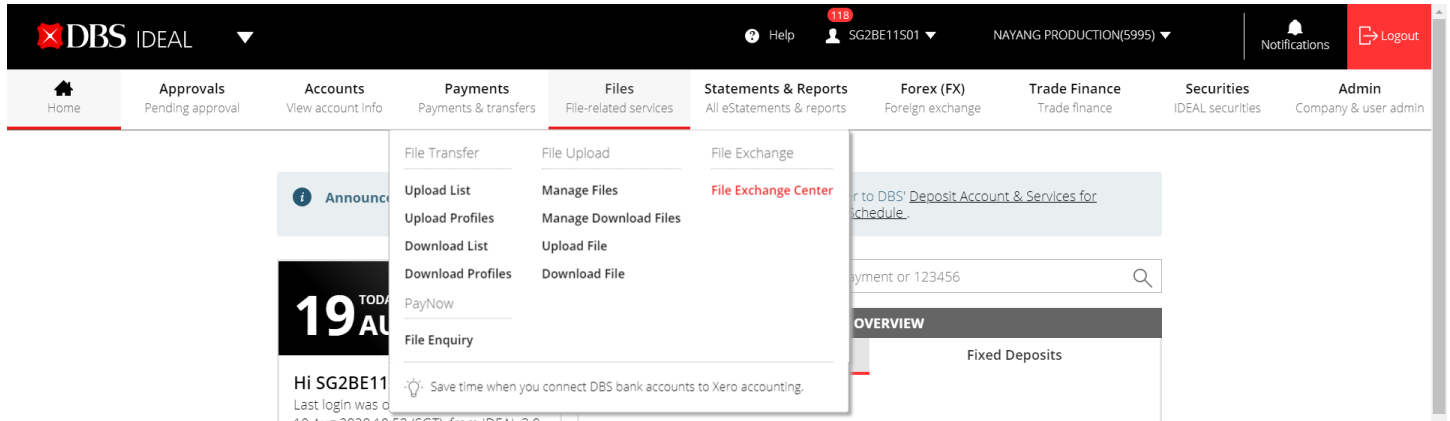 118
DBS IDEAL
Help SG2BE11S01 NAYANG PRODUCTION(5995) Notifications Logout
Home
Approvals
Pending approval
Accounts
View account info
Payments
Payments & transfers
Files
File-related services
Statements & Reports
All eStatements & reports
Forex (FX)
Foreign exchange
Trade Finance
Trade finance
Securities
IDEAL securities
Admin
Company & user admin
File Transfer
Upload List
Upload Profiles
Download List
Download Profiles
PayNow
File Enquiry
File Upload
Manage Files
Manage Download Files
Upload File
Download File
File Exchange
File Exchange Center
Save time when you connect DBS bank accounts to Xero accounting.
to DBS' Deposit Account & Services for
Schedule .
or 123456
OVERVIEW
Fixed Deposits
19
Hi SG2BE11
Last login was